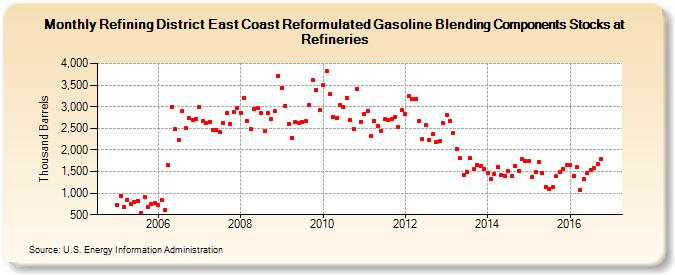 Monthly Refining District East Coast Reformulated Gasoline Blending Components Stocks at
Refineries
Thousand Barrels
4,000
3,500
3,000
2,500
2,000
1,500
1,000
500
2006 2008 2010 2012 2014 2016
Source: U.S. Energy Information Administration